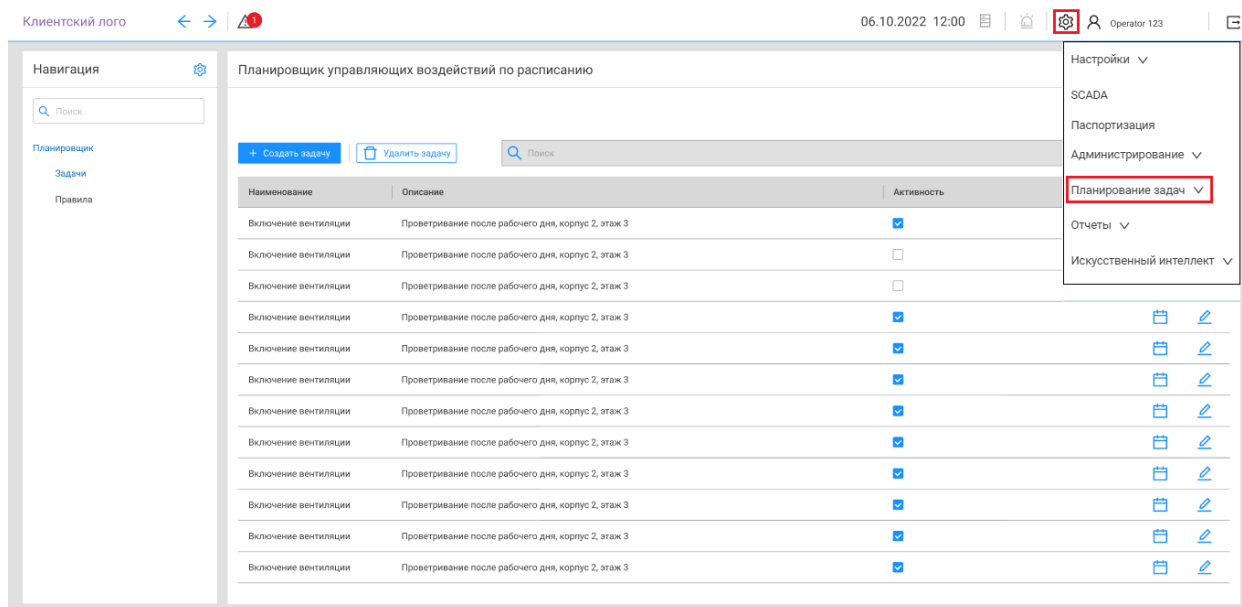 Клиентский лого
1
06.10.2022 12:00
Operator 123
Навигация
Поиск
Планировщик
Задачи
Правила
Планировщик управляющих воздействий по расписанию
+ Создать задачу
Удалить задачу
Поиск
Настройки
SCADA
Паспортизация
Администрирование
Планирование задач
Отчеты
Искусственный интеллект
Наименование Описание Активность
Включение вентиляции Проветривание после рабочего дня, корпус 2, этаж 3
Включение вентиляции Проветривание после рабочего дня, корпус 2, этаж 3
Включение вентиляции Проветривание после рабочего дня, корпус 2, этаж 3
Включение вентиляции Проветривание после рабочего дня, корпус 2, этаж 3
Включение вентиляции Проветривание после рабочего дня, корпус 2, этаж 3
Включение вентиляции Проветривание после рабочего дня, корпус 2, этаж 3
Включение вентиляции Проветривание после рабочего дня, корпус 2, этаж 3
Включение вентиляции Проветривание после рабочего дня, корпус 2, этаж 3
Включение вентиляции Проветривание после рабочего дня, корпус 2, этаж 3
Включение вентиляции Проветривание после рабочего дня, корпус 2, этаж 3
Включение вентиляции Проветривание после рабочего дня, корпус 2, этаж 3
Включение вентиляции Проветривание после рабочего дня, корпус 2, этаж 3